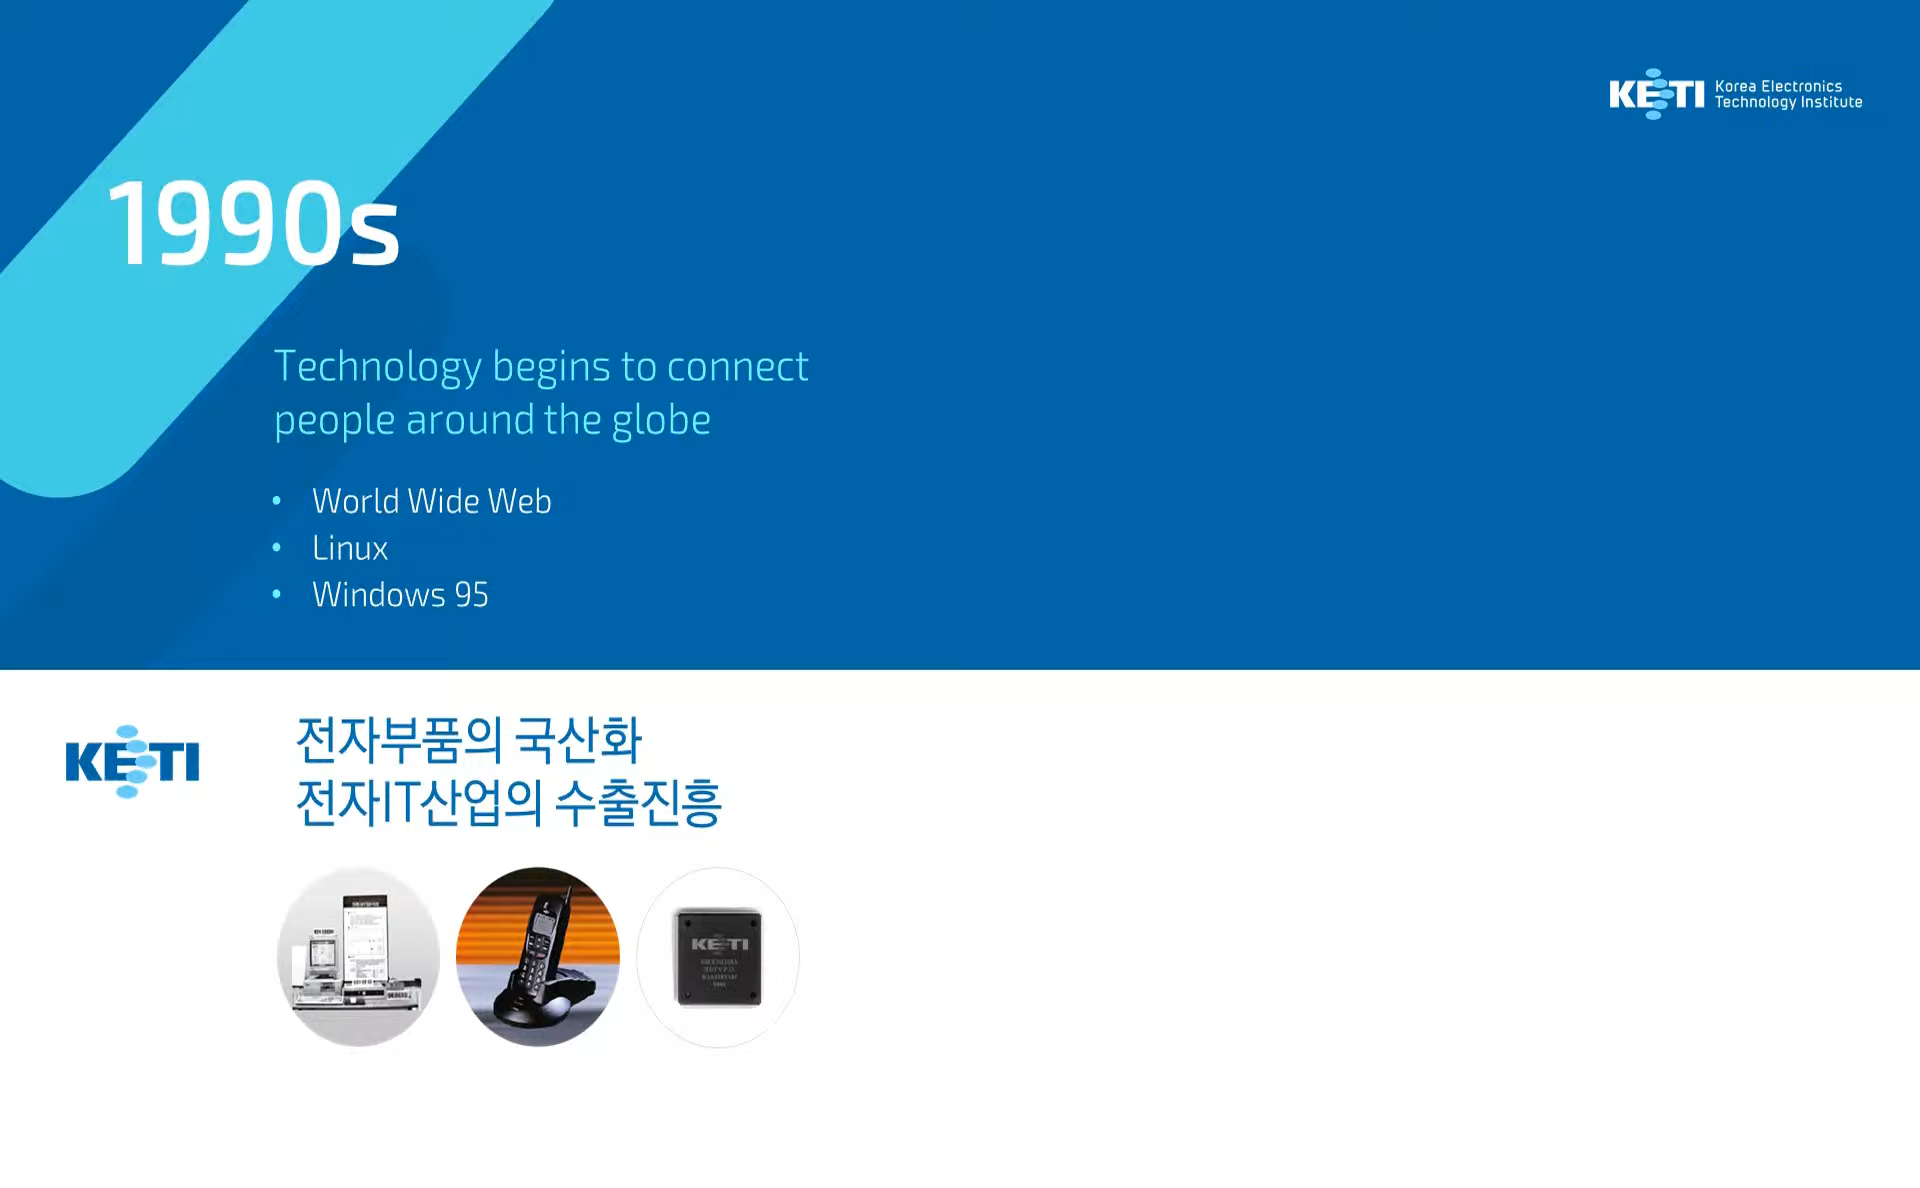 KETI Korea Electronics
Technology Institute
1990s
Technology begins to connect
people around the globe
• World Wide Web
• Linux
• Windows 95
KETI
전자부품의 국산화
전자IT산업의 수출진흥
KETI